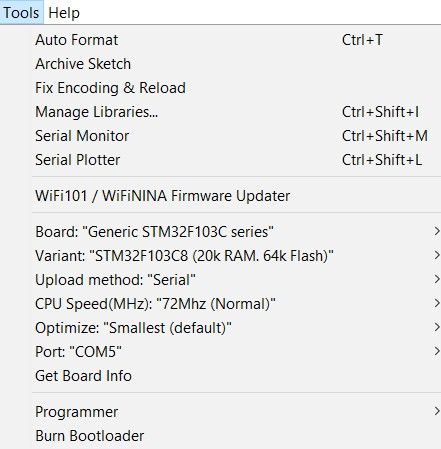 Tools Help
Auto Format Ctrl+T
Archive Sketch
Fix Encoding & Reload
Manage Libraries... Ctrl+Shift+I
Serial Monitor Ctrl+Shift+M
Serial Plotter Ctrl+Shift+L
WiFi101 / WiFiNINA Firmware Updater
Board: "Generic STM32F103C series"
Variant: "STM32F103C8 (20k RAM. 64k Flash)"
Upload method: "Serial"
CPU Speed(MHz): "72Mhz (Normal)"
Optimize: "Smallest (default)"
Port: "COM5"
Get Board Info
Programmer
Burn Bootloader